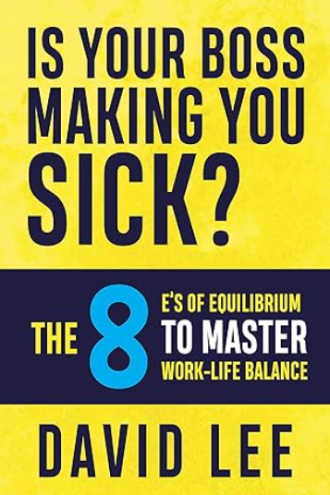 IS YOUR BOSS
MAKING YOU
SICK?
THE 8
E'S OF EQUILIBRIUM
TO MASTER
WORK-LIFE BALANCE
DAVID LEE